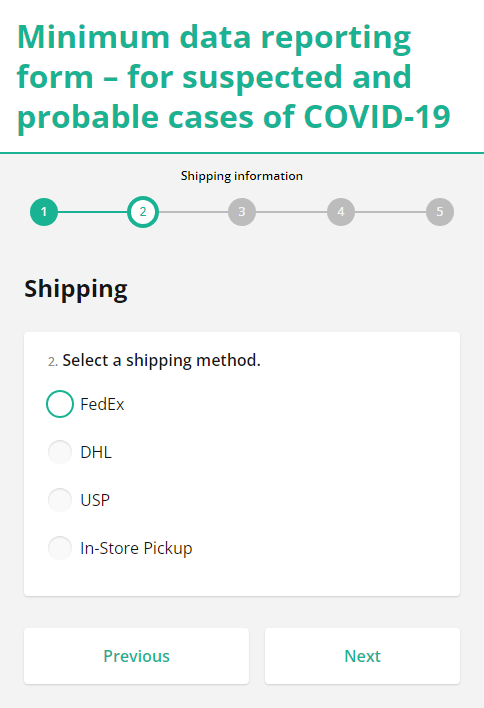 Minimum data reporting
form – for suspected and
probable cases of COVID-19
Shipping information
1 2 3 4 5
Shipping
2. Select a shipping method.
FedEx
DHL
USP
In-Store Pickup
Previous Next